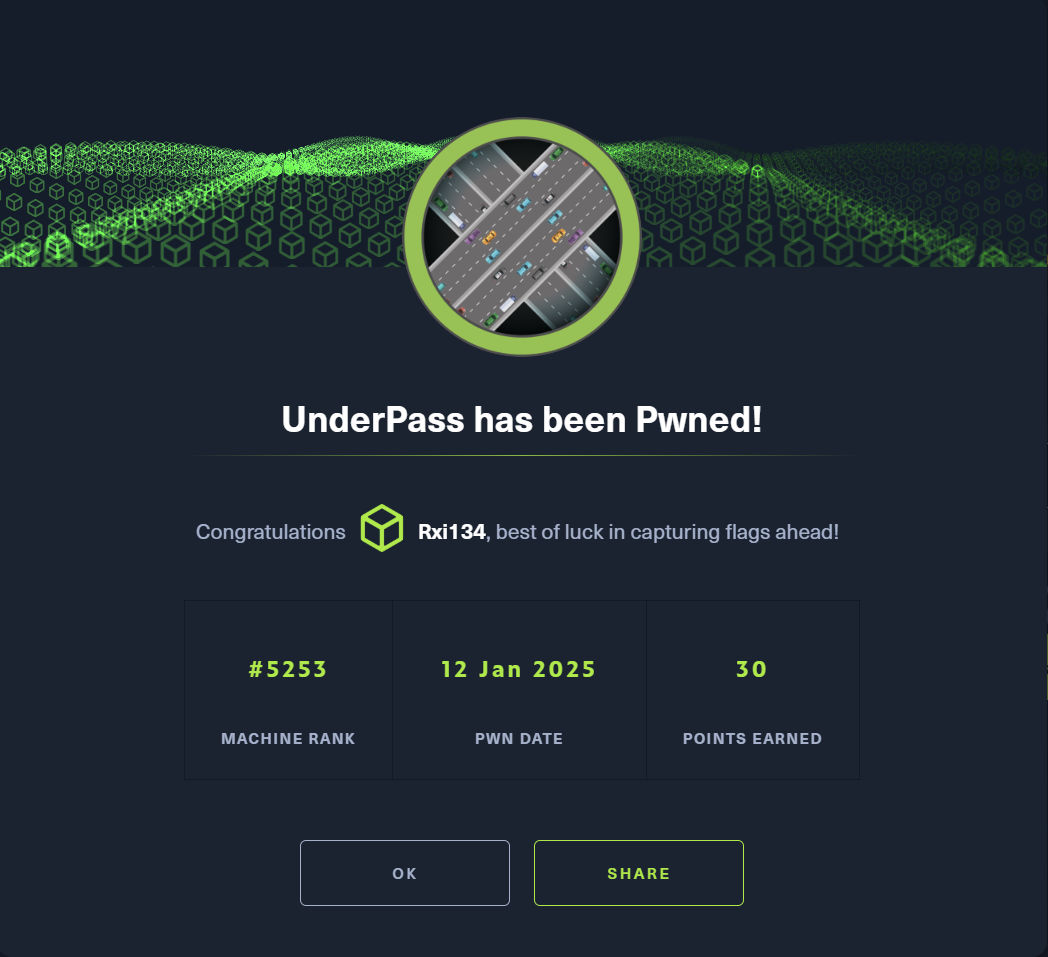 UnderPass has been Pwned!
Congratulations Rxi134, best of luck in capturing flags ahead!
#5253 12 Jan 2025 30
MACHINE RANK PWN DATE POINTS EARNED
OK SHARE